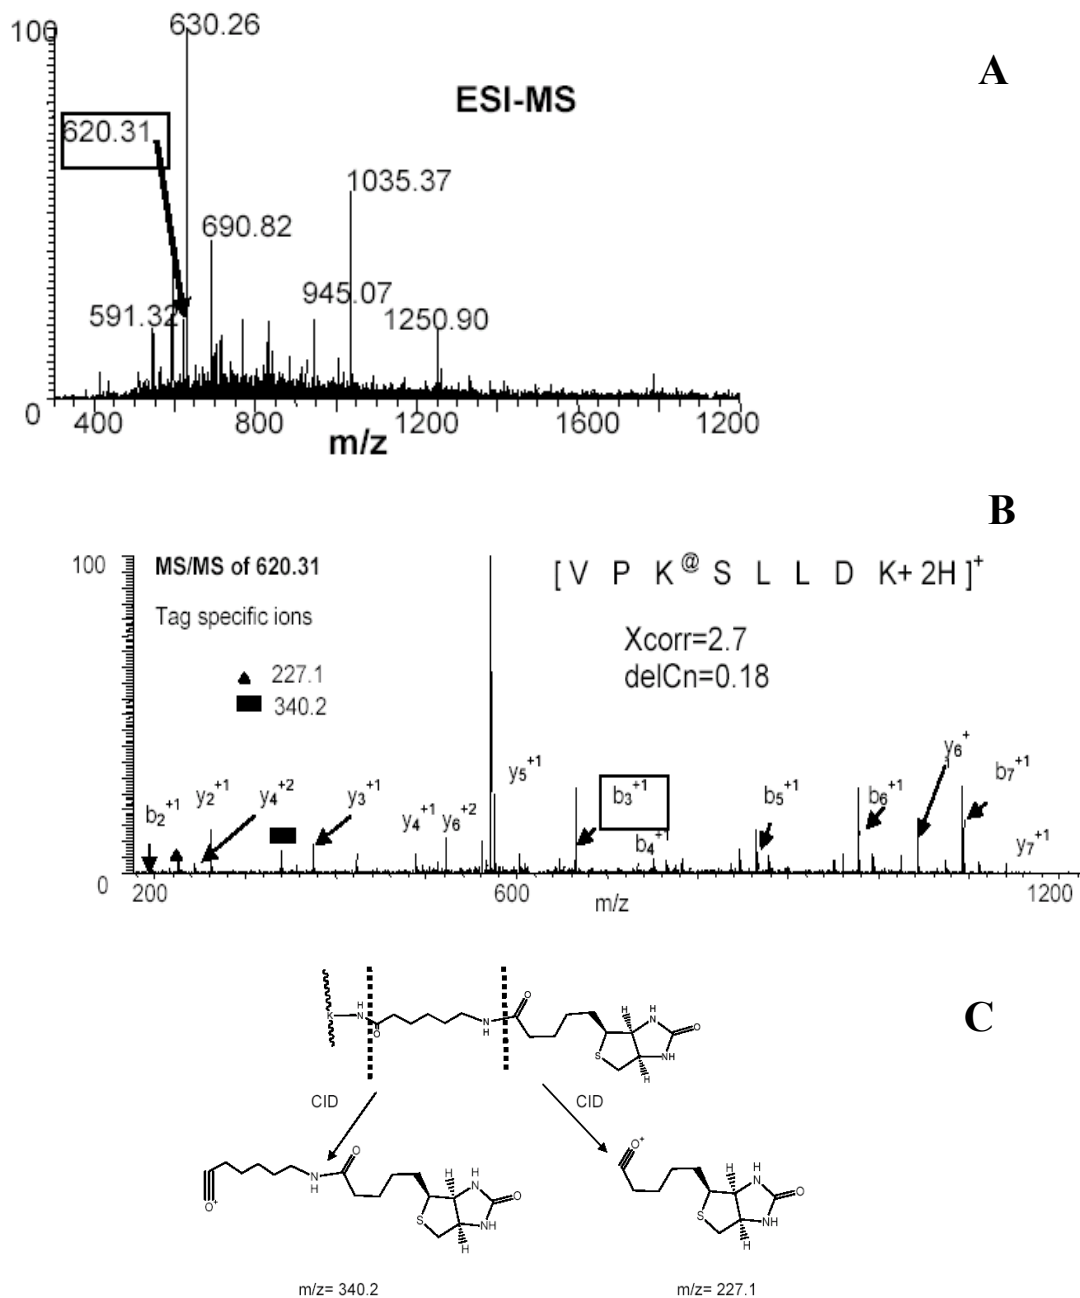 A
100
630.26
ESI-MS
620.31
1035.37
690.82
945.07
591.32
1250.90
0
400 800 1200 1600 1200
m/z
B
100
MS/MS of 620.31
[ V P K@ S L L D K+ 2H ]+
Tag specific ions
Xcorr=2.7
227.1
delCn=0.18
340.2
b2+1 y2+1 y4+2 y3+1 y4+1 y6+2 y5+1 b3+1 b4+1 b5+1 b6+1 y6+ b7+1 y7+1
0
200 600 1200
m/z
C
K H N O N H O H H N O S NH H
CID CID
O+ N H O H H N O S NH H
O+ H H N O S NH H
m/z= 340.2 m/z= 227.1